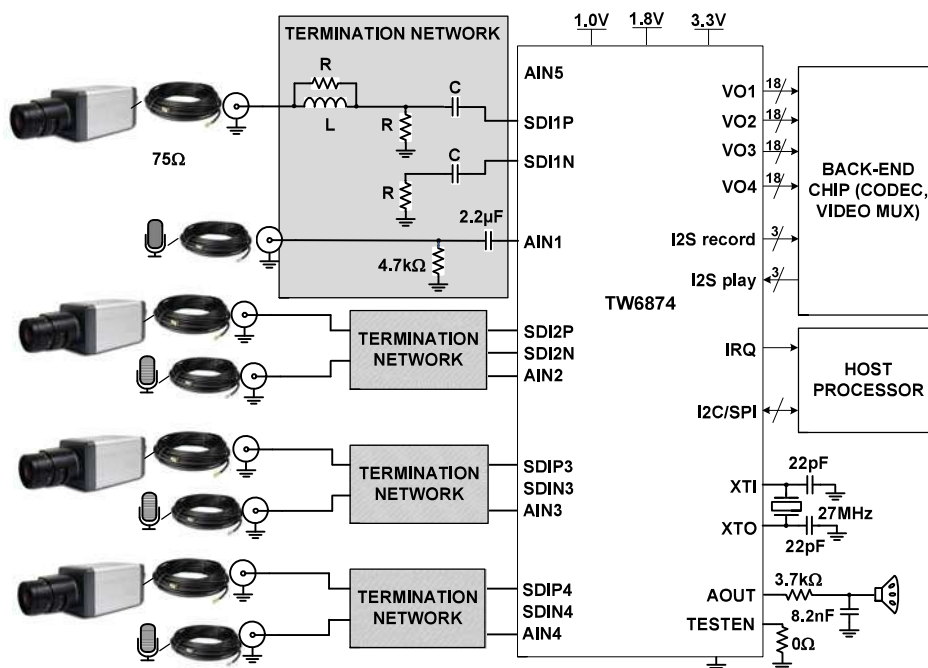 1.0V
1.8V
3.3V
TERMINATION NETWORK
R
L
R
C
75Ω
C
R
2.2µF
4.7kΩ
AIN5
SDI1P
SDI1N
AIN1
TW6874
VO1
18
VO2
18
VO3
18
VO4
18
I2S record
3
I2S play
3
BACK-END
CHIP (CODEC,
VIDEO MUX)
TERMINATION
NETWORK
SDI2P
SDI2N
AIN2
IRQ
I2C/SPI
HOST
PROCESSOR
TERMINATION
NETWORK
SDIP3
SDIN3
AIN3
XTI
22pF
27MHz
XTO
22pF
TERMINATION
NETWORK
SDIP4
SDIN4
AIN4
AOUT
3.7kΩ
8.2nF
TESTEN
0Ω